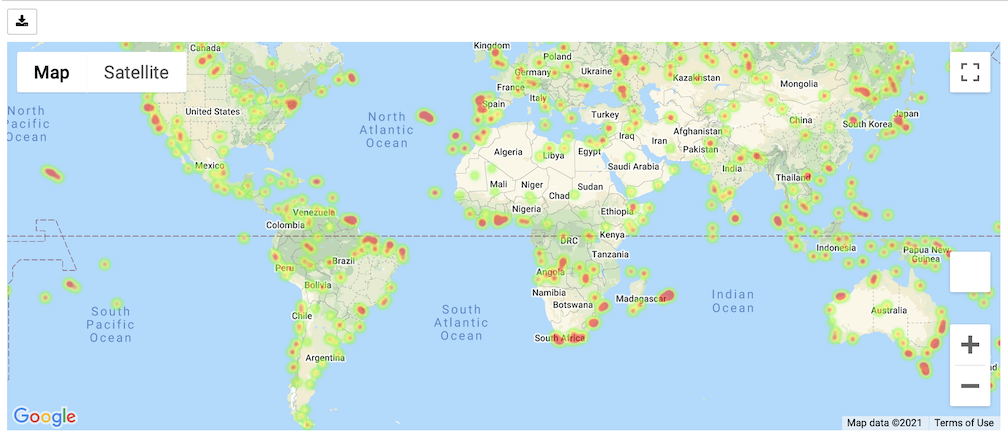 Map
Satellite
Canada
United States
Mexico
North
Pacific
Ocean
North
Atlantic
Ocean
Kingdom
Poland
Germany
Ukraine
France
Spain
Italy
Turkey
Kazakhstan
Mongolia
China
South Korea
Japan
Afghanistan
Iraq
Iran
Pakistan
Algeria
Libya
Egypt
Saudi Arabia
India
Thailand
Mali
Niger
Chad
Sudan
Nigeria
Ethiopia
Venezuela
Colombia
DRC
Kenya
Tanzania
Indonesia
Papua New
Guinea
Peru
Brazil
Bolivia
Angola
Namibia
Botswana
Madagascar
South Africa
Chile
Argentina
South
Pacific
Ocean
South
Atlantic
Ocean
Indian
Ocean
Australia
Google
Map data ©2021
Terms of Use